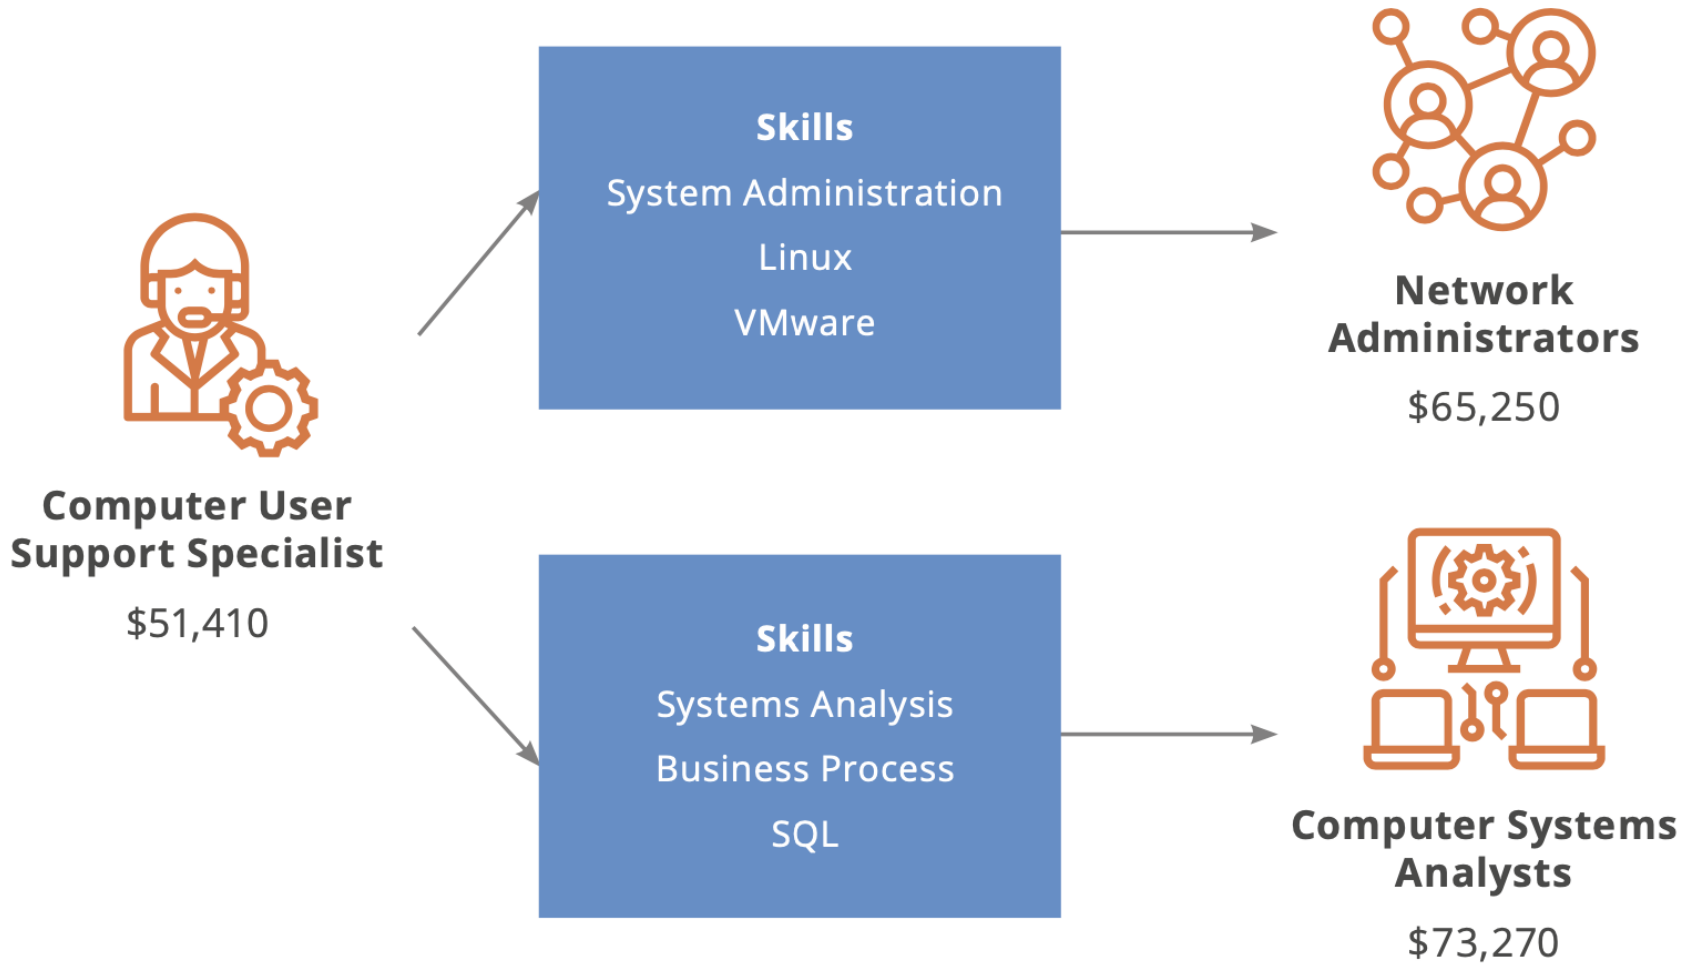 Computer User
Support Specialist
$51,410
Skills
System Administration
Linux
VMware
Network
Administrators
$65,250
Skills
Systems Analysis
Business Process
SQL
Computer Systems
Analysts
$73,270